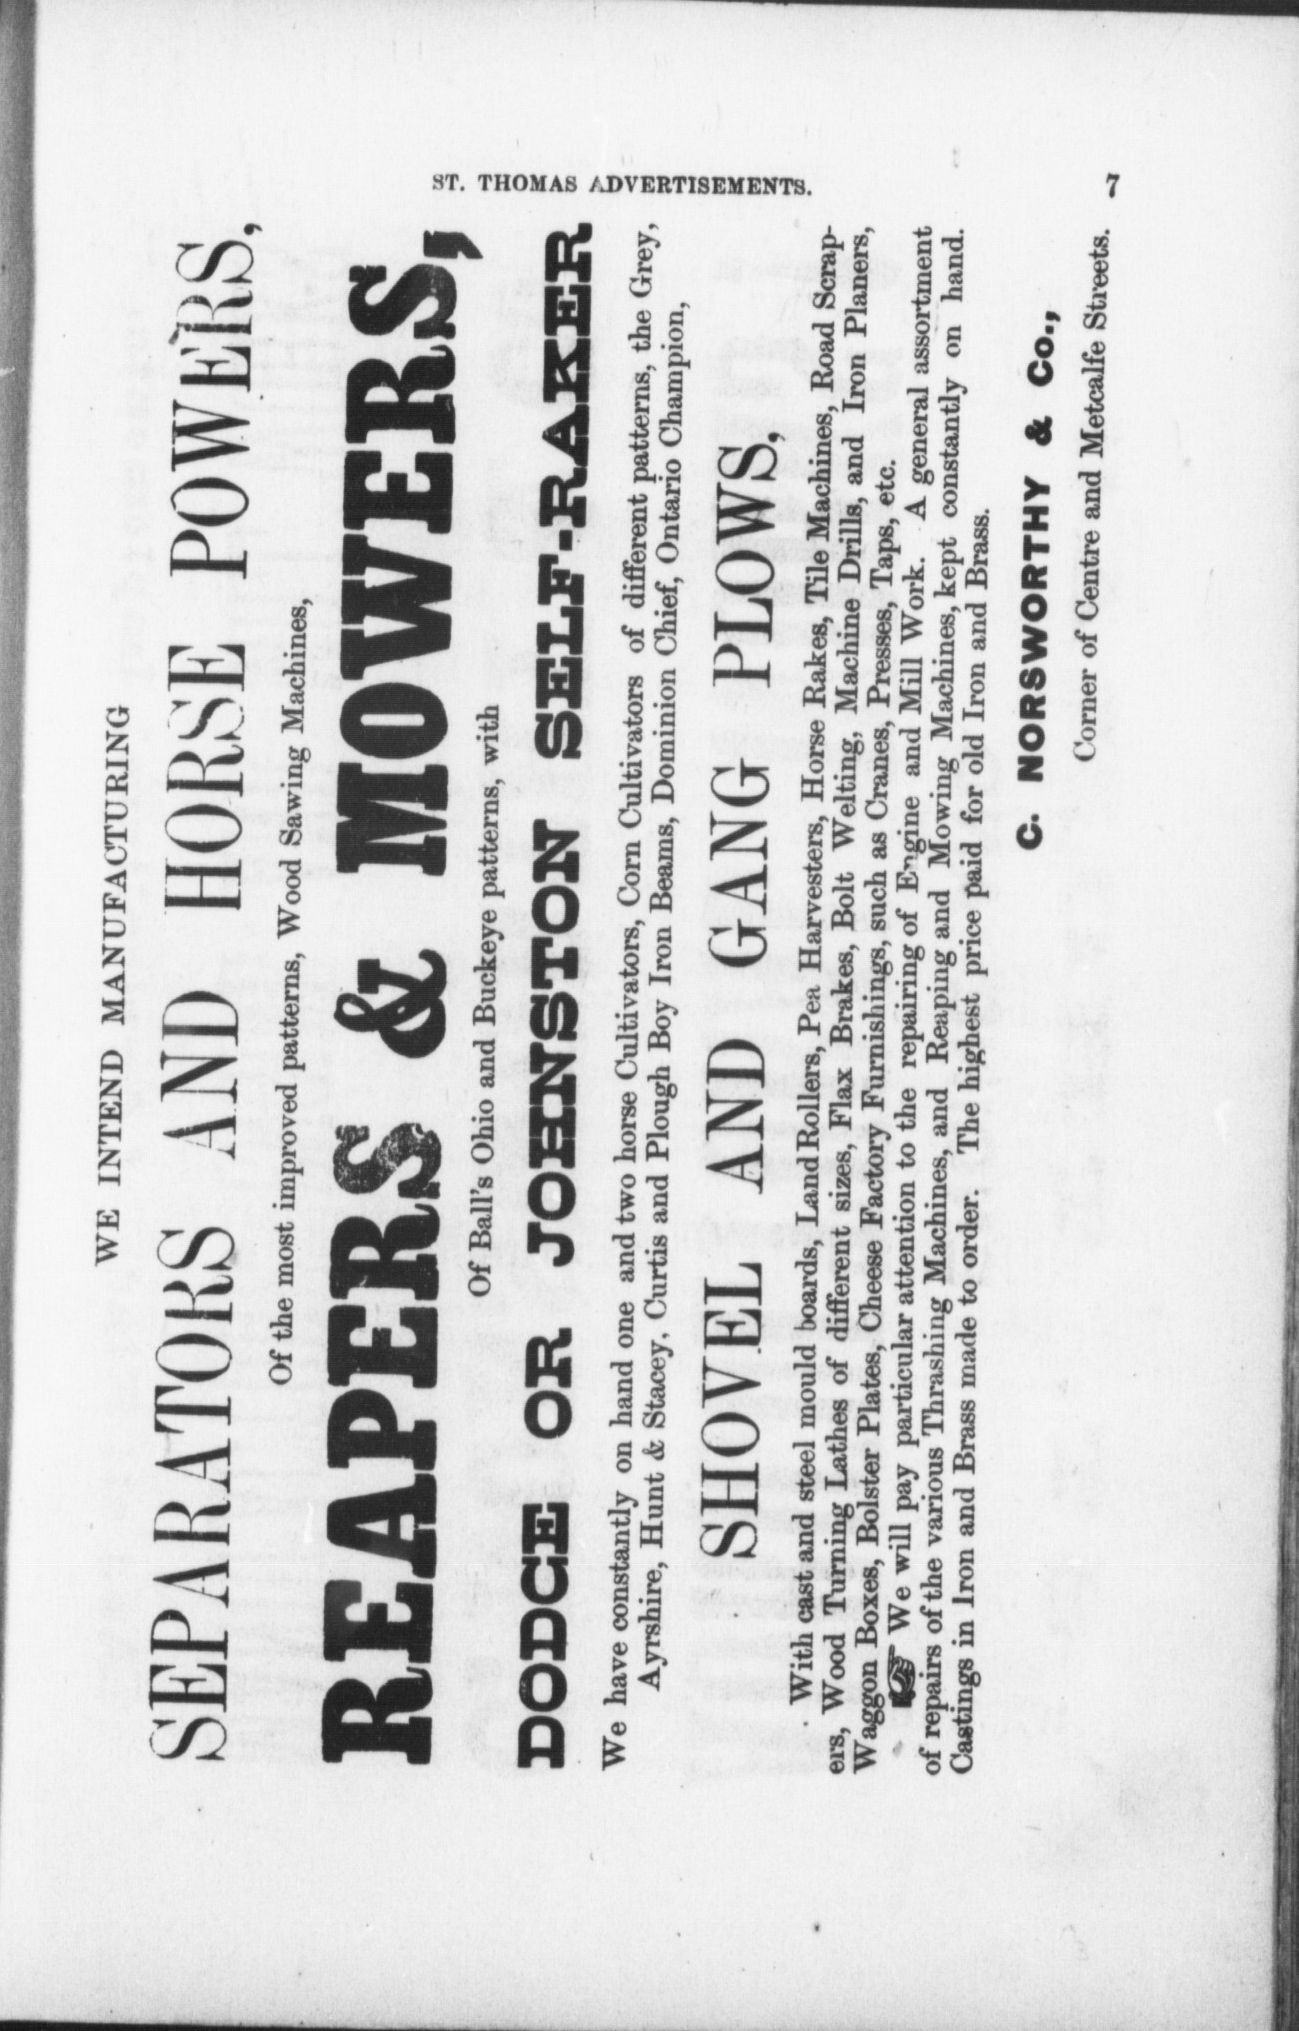 ST. THOMAS ADVERTISEMENTS. 7
WE INTEND MANUFACTURING
SEPARATORS AND HORSE POWERS,
Of the most improved patterns, Wood Sawing Machines,
REAPERS & MOWERS,
Of Ball's Ohio and Buckeye patterns, with
DODGE OR JOHNSTON SELF-RAKER
We have constantly on hand one and two horse Cultivators, Corn Cultivators of different patterns, the Grey,
Ayrshire, Hunt & Stacey, Curtis and Plough Boy Iron Beams, Dominion Chief, Ontario Champion,
SHOVEL AND GANG PLOWS,
With cast and steel mould boards, Land Rollers, Pea Harvesters, Horse Rakes, Tile Machines, Road Scrap-
ers, Wood Turning Lathes of different sizes, Flax Brakes, Bolt Welting, Machine Drills, and Iron Planers,
Waggon Boxes, Bolster Plates, Cheese Factory Furnishings, such as Cranes, Presses, Taps, etc.
☞ We will pay particular attention to the repairing of Engine and Mill Work. A general assortment
of repairs of the various Thrashing Machines, and Reaping and Mowing Machines, kept constantly on hand.
Castings in Iron and Brass made to order. The highest price paid for old Iron and Brass.
C. NORSWORTHY & Co.,
Corner of Centre and Metcalfe Streets.